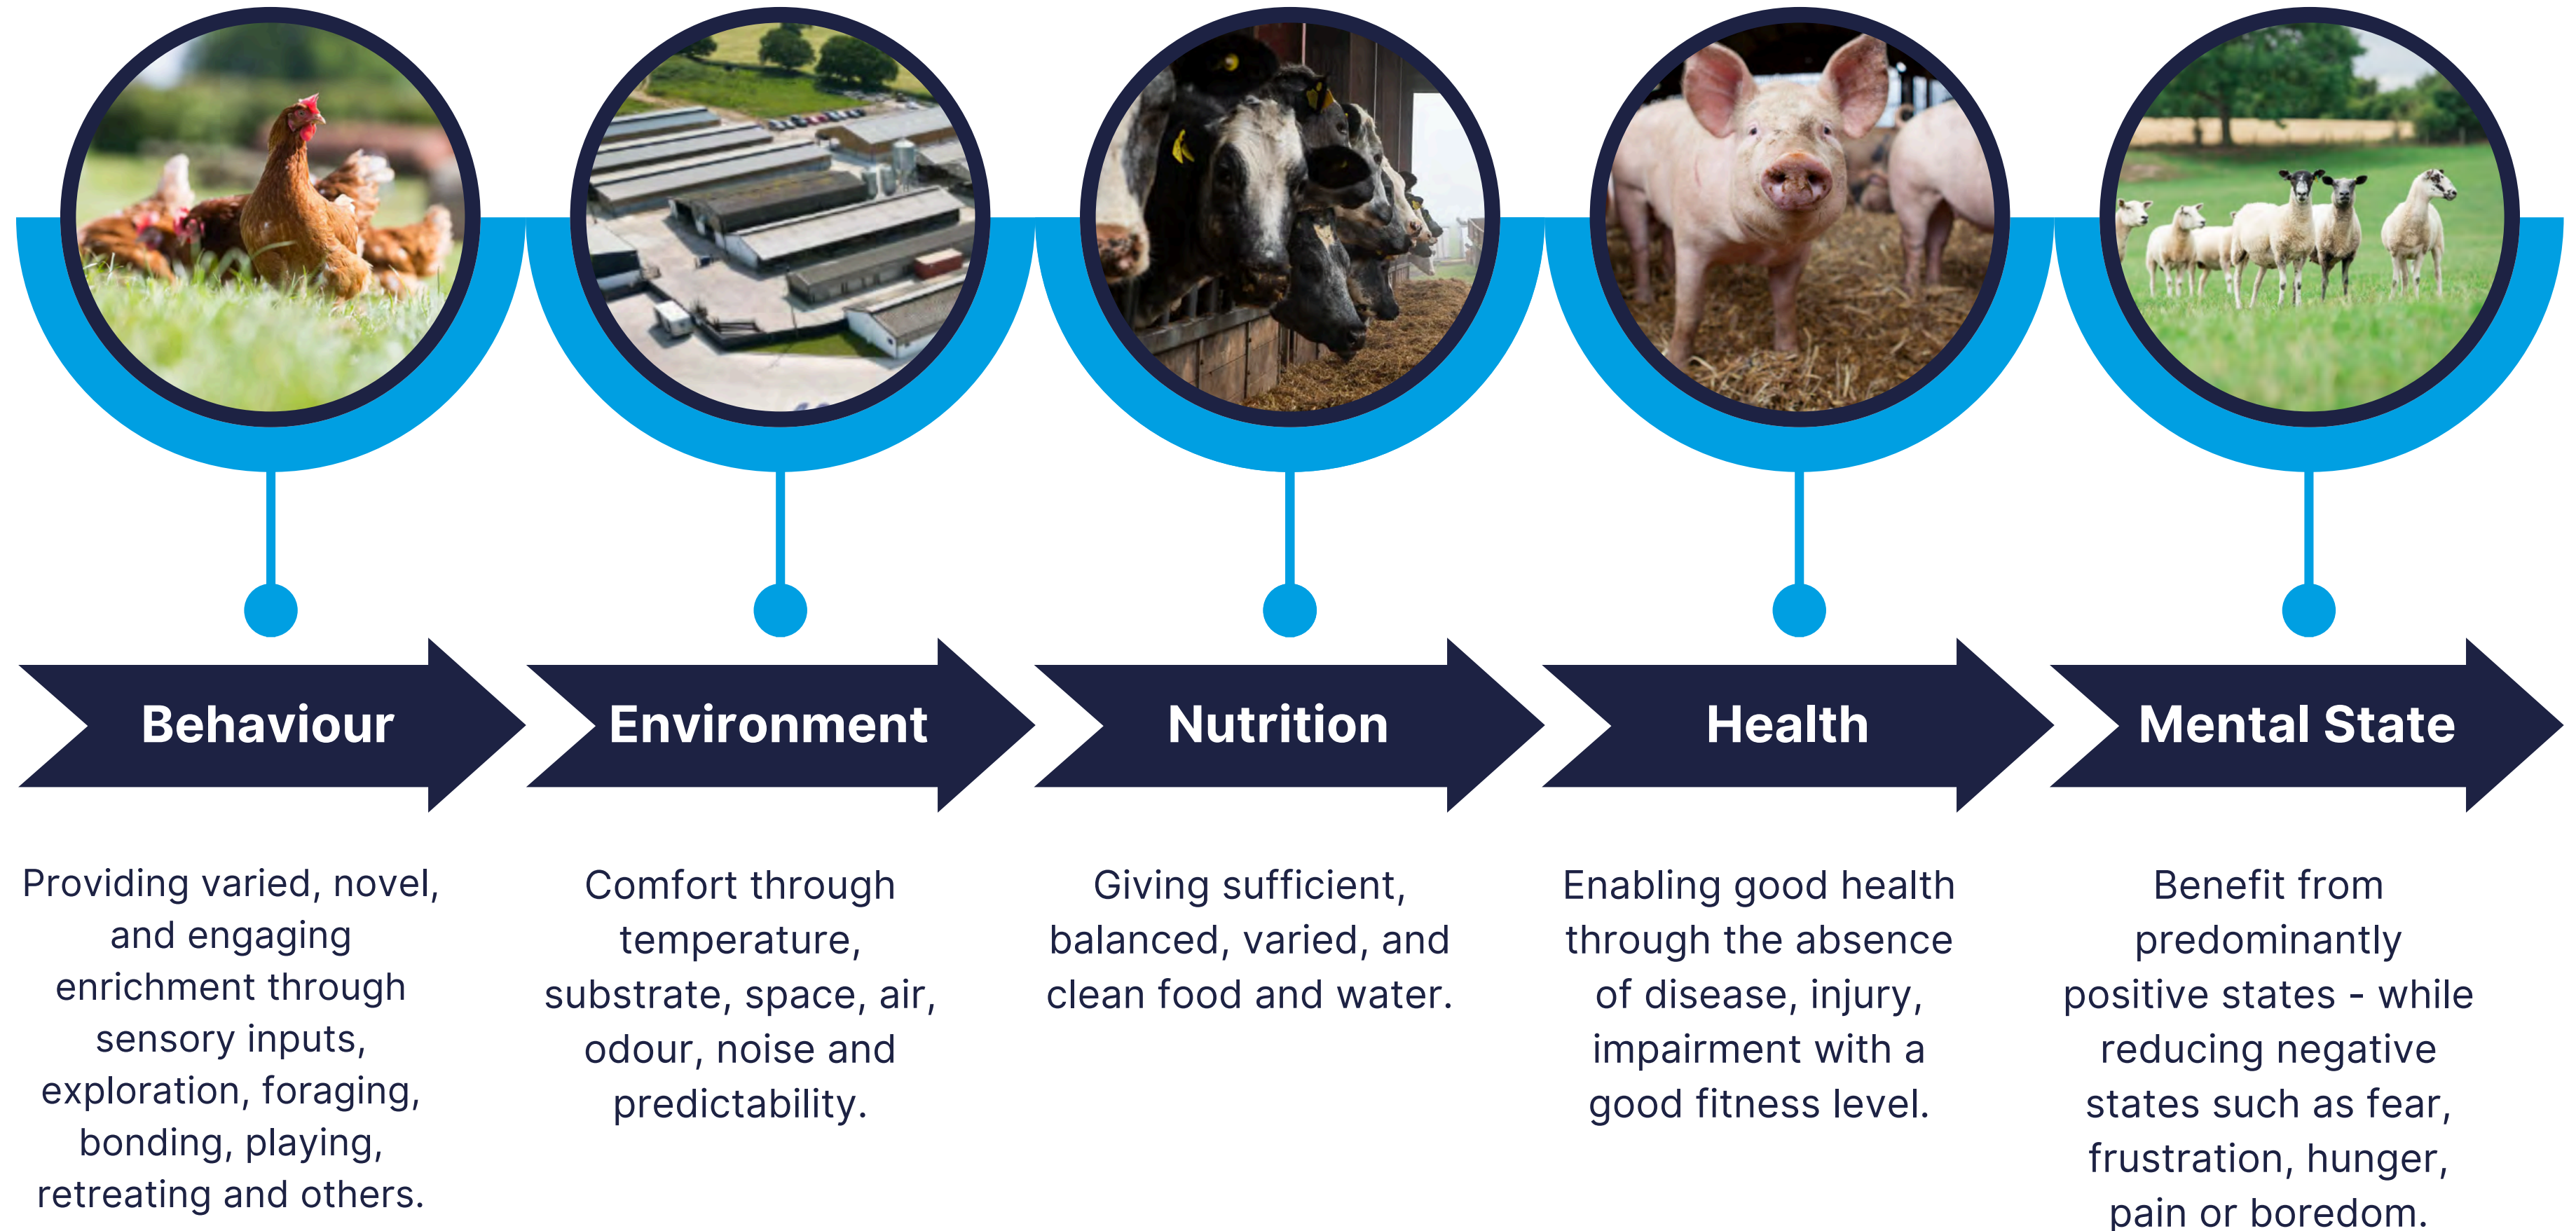 Behaviour
Providing varied, novel,
and engaging
enrichment through
sensory inputs,
exploration, foraging,
bonding, playing,
retreating and others.
Environment
Comfort through
temperature,
substrate, space, air,
odour, noise and
predictability.
Nutrition
Giving sufficient,
balanced, varied, and
clean food and water.
Health
Enabling good health
through the absence
of disease, injury,
impairment with a
good fitness level.
Mental State
Benefit from
predominantly
positive states - while
reducing negative
states such as fear,
frustration, hunger,
pain or boredom.